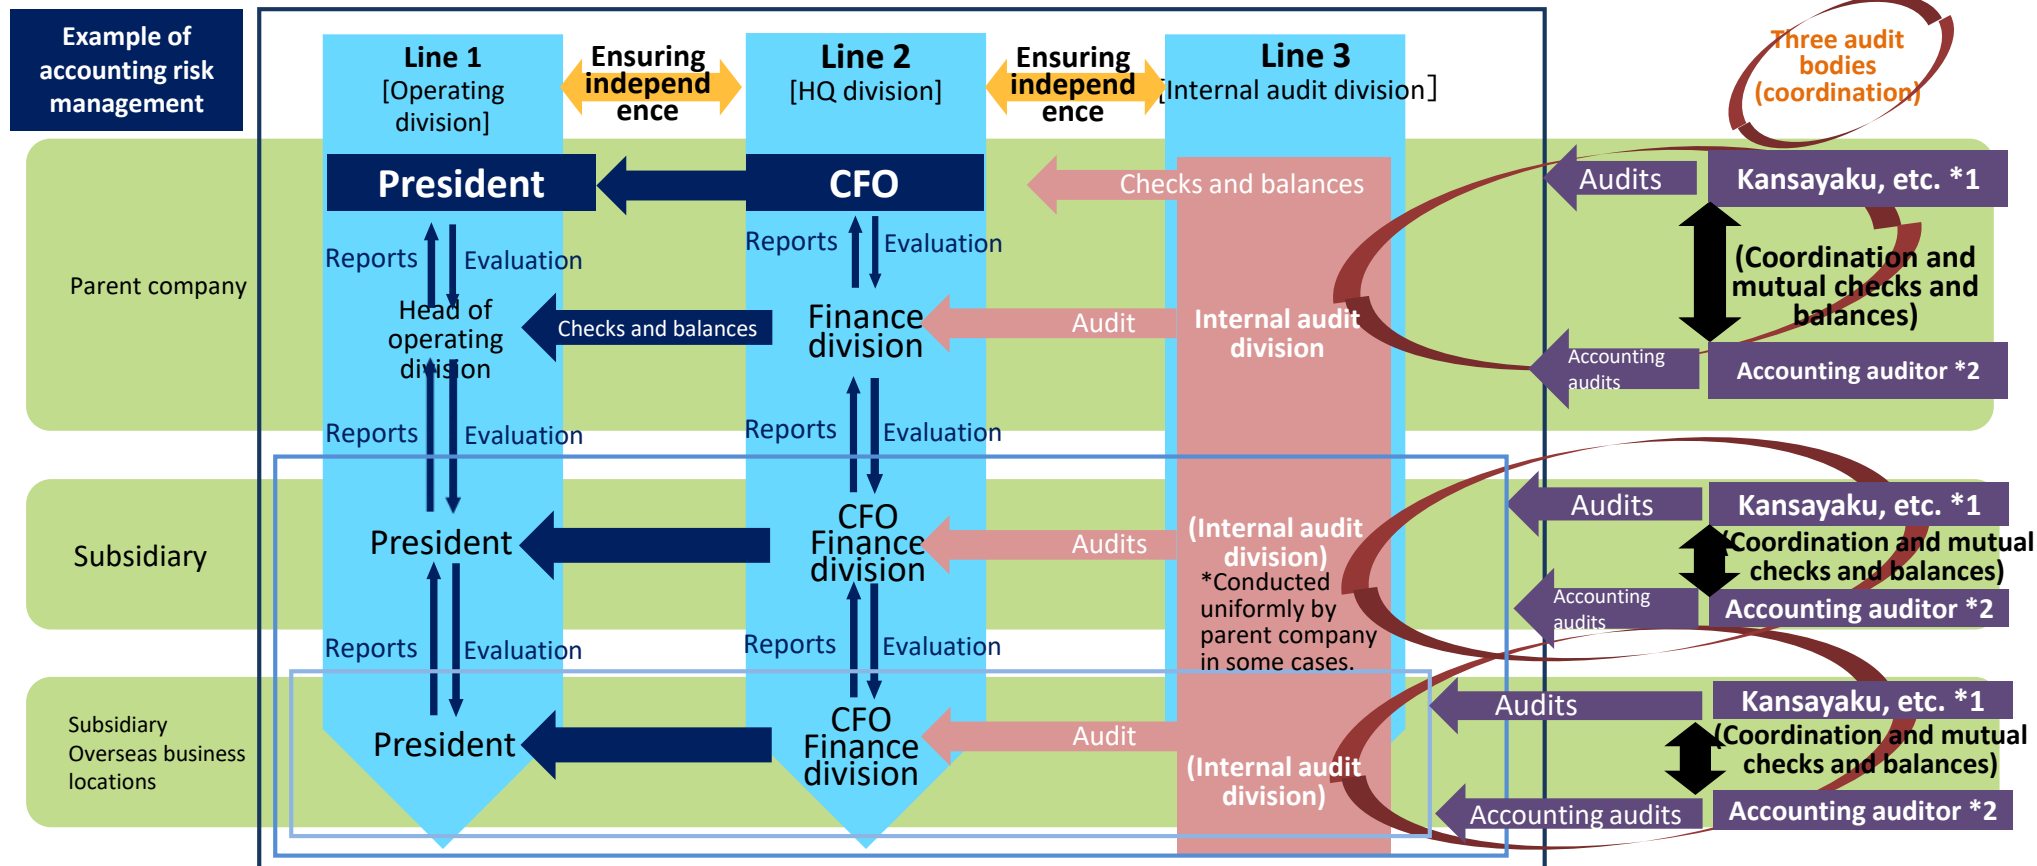 Example of
accounting risk
management
Line 1
[Operating
division]
Ensuring
independ
ence
Line 2
[HQ division]
Ensuring
independ
ence
Line 3
[Internal audit division]
Three audit
bodies
(coordination)
Parent company
President
CFO
Checks and balances
Audits
Kansayaku, etc. *1
Reports
Evaluation
Reports
Evaluation
(Coordination and
mutual checks and
balances)
Head of
operating
division
Checks and balances
Finance
division
Audit
Internal audit
division
Accounting
audits
Accounting auditor *2
Reports
Evaluation
Reports
Evaluation
Subsidiary
President
CFO
Finance
division
Audits
(Internal audit
division)
*Conducted
uniformly by
parent company
in some cases.
Audits
Kansayaku, etc. *1
(Coordination and mutual
checks and balances)
Accounting
audits
Accounting auditor *2
Reports
Evaluation
Reports
Evaluation
Subsidiary
Overseas business
locations
President
CFO
Finance
division
Audit
(Internal audit
division)
Audits
Kansayaku, etc. *1
(Coordination and mutual
checks and balances)
Accounting audits
Accounting auditor *2